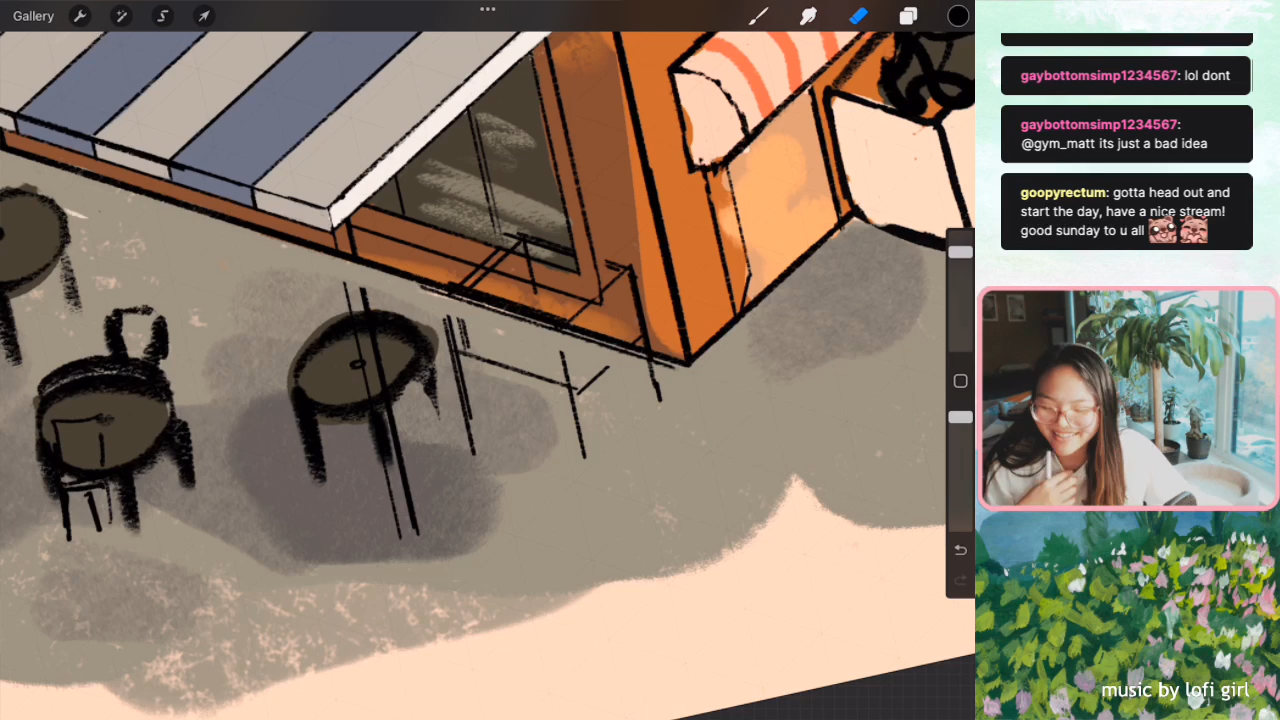 Gallery
gaybottomsimp1234567: lol dont
gaybottomsimp1234567:
@gym_matt its just a bad idea
goopyrectum: gotta head out and
start the day, have a nice stream!
good sunday to u all
music by lofi girl